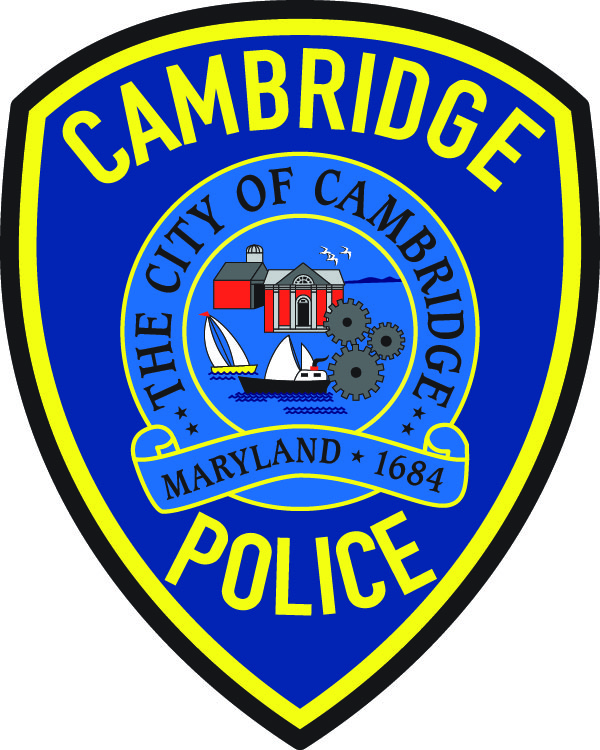 CAMBRIDGE
THE CITY OF CAMBRIDGE
MARYLAND ★ 1684
POLICE